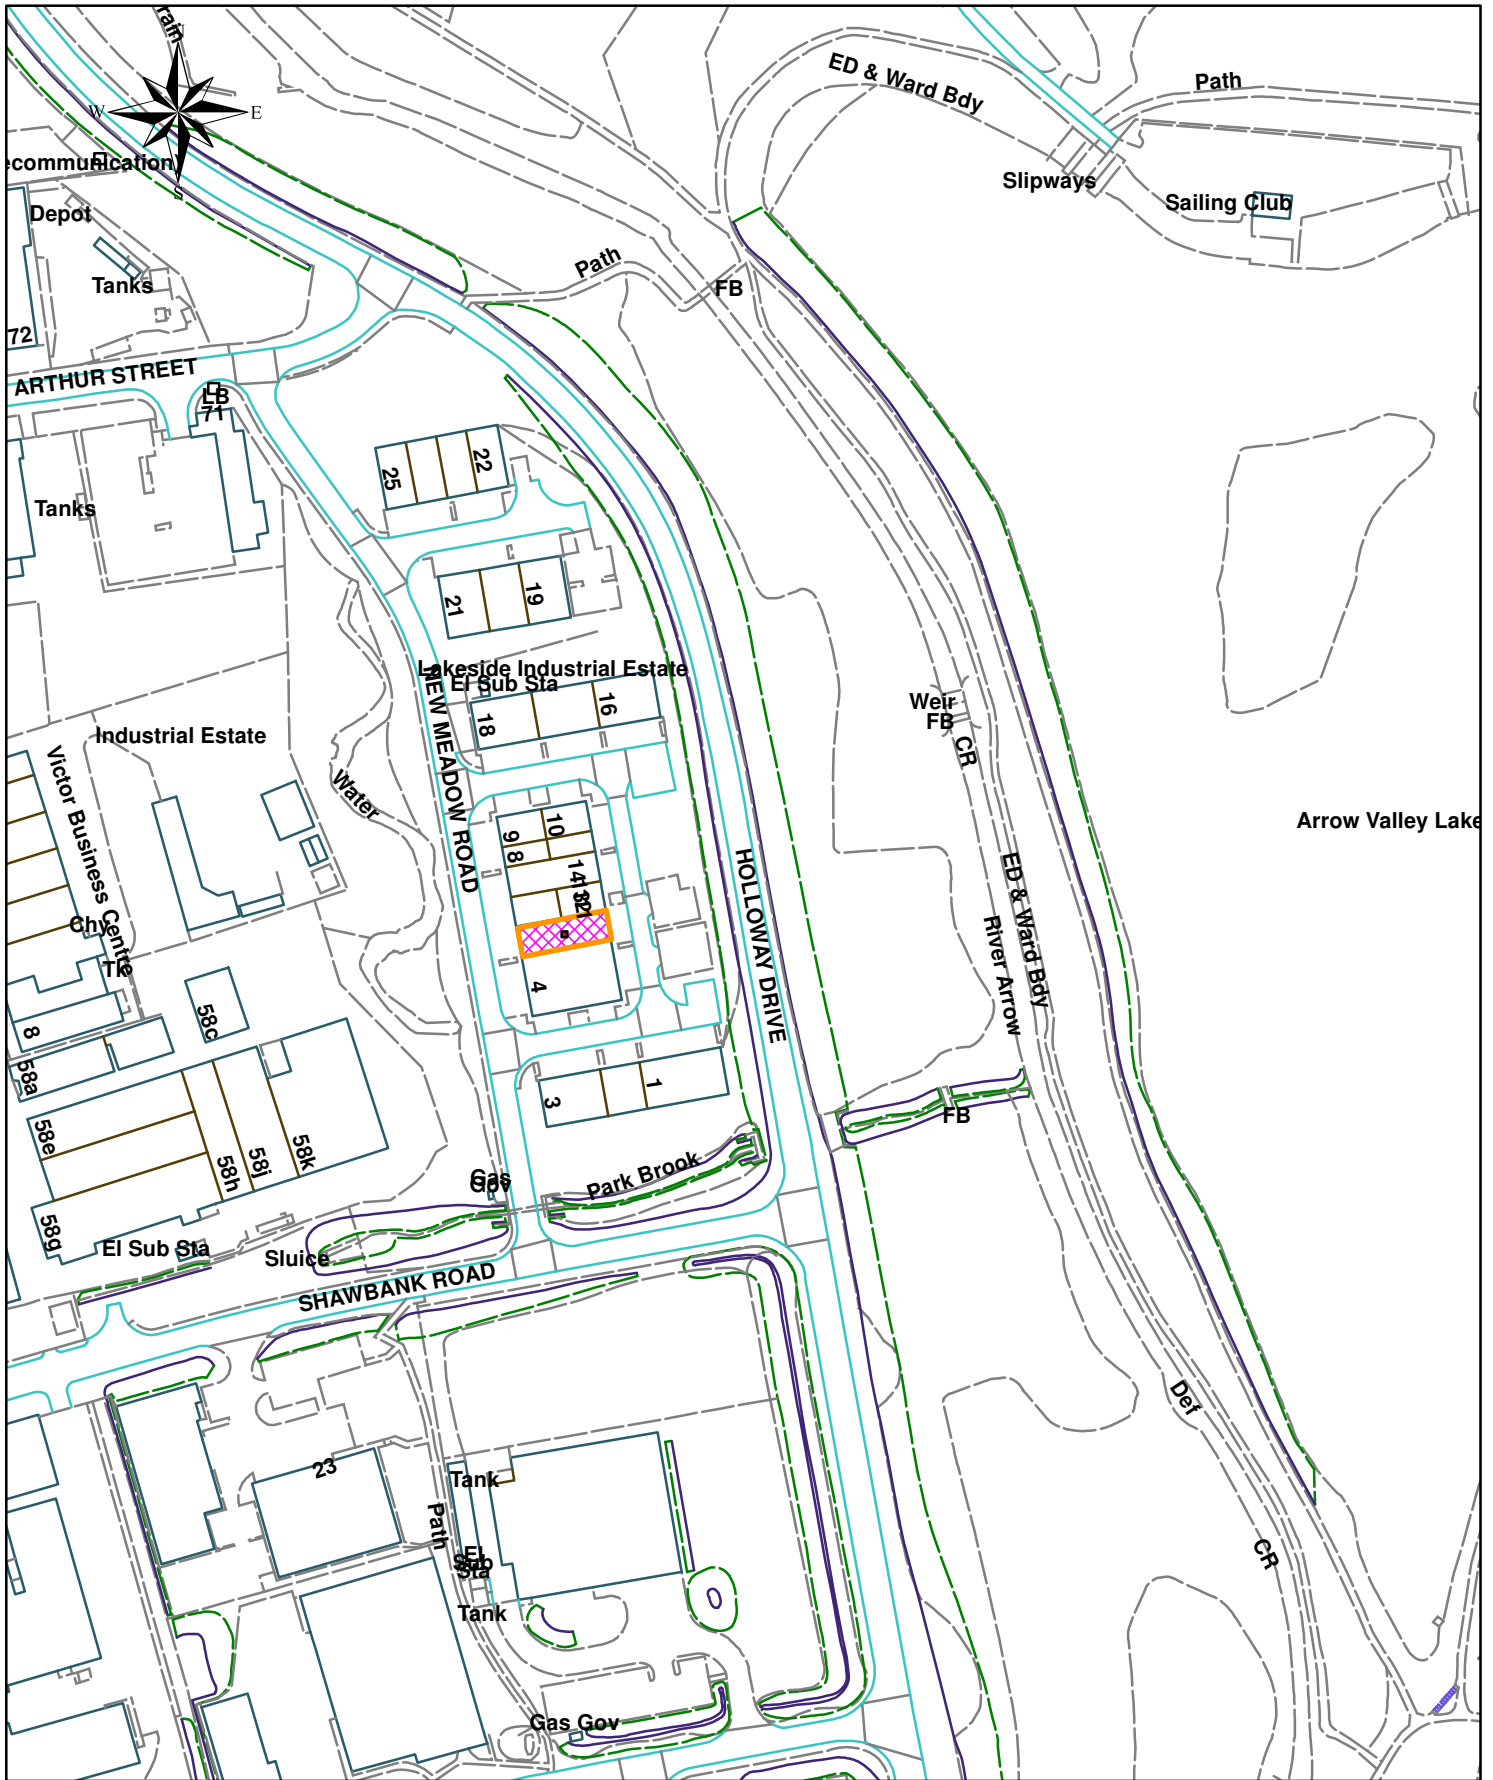 rain
W
E
S
ED & Ward Bdy
Path
ecommunication
Slipways
Sailing Club
Depot
Tanks
Path
FB
72
ARTHUR STREET
LB
71
25
22
Tanks
21
19
Lakeside Industrial Estate
El Sub Sta
NEW MEADOW ROAD
18
16
Weir
FB
CR
Industrial Estate
Victor Business Centre
Water
Arrow Valley Lake
9
10
8
14
HOLLOWAY DRIVE
ED & Ward Bdy
River Arrow
Chy
Tk
4
58c
8
58a
3
1
FB
58e
58h
58j
58k
Gas
Gov
Park Brook
58g
El Sub Sta
Sluice
SHAWBANK ROAD
Def
23
Tank
Path
El
Sub
Sta
CR
Tank
Gas Gov